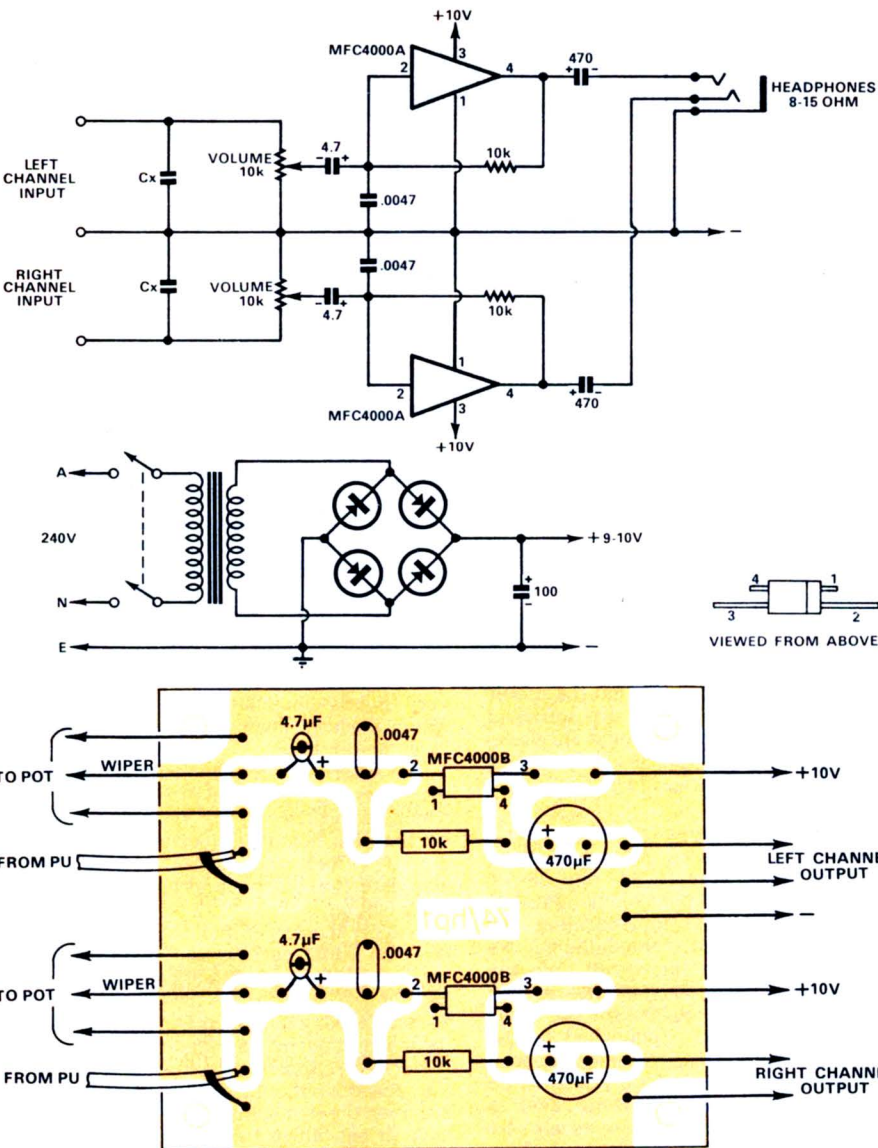 +10V
MFC4000A
3
2
4
1
470
+ -
HEADPHONES
8-15 OHM
LEFT
CHANNEL
INPUT
Cx
VOLUME
10k
4.7
- +
10k
.0047
-
RIGHT
CHANNEL
INPUT
Cx
VOLUME
10k
.0047
- +
4.7
10k
1
2
4
3
+ -
470
MFC4000A
+10V
A
240V
N
E
+ 9-10V
+
100
-
-
4
1
3
2
VIEWED FROM ABOVE
4.7µF
+
.0047
MFC4000B
2
3
1
4
TO POT
WIPER
+10V
10k
+
470µF
FROM PU
LEFT CHANNE
OUTPUT
-
74/hp1
4.7µF
+
.0047
MFC4000B
2
3
1
4
TO POT
WIPER
+10V
10k
+
470µF
FROM PU
RIGHT CHANNE
OUTPUT